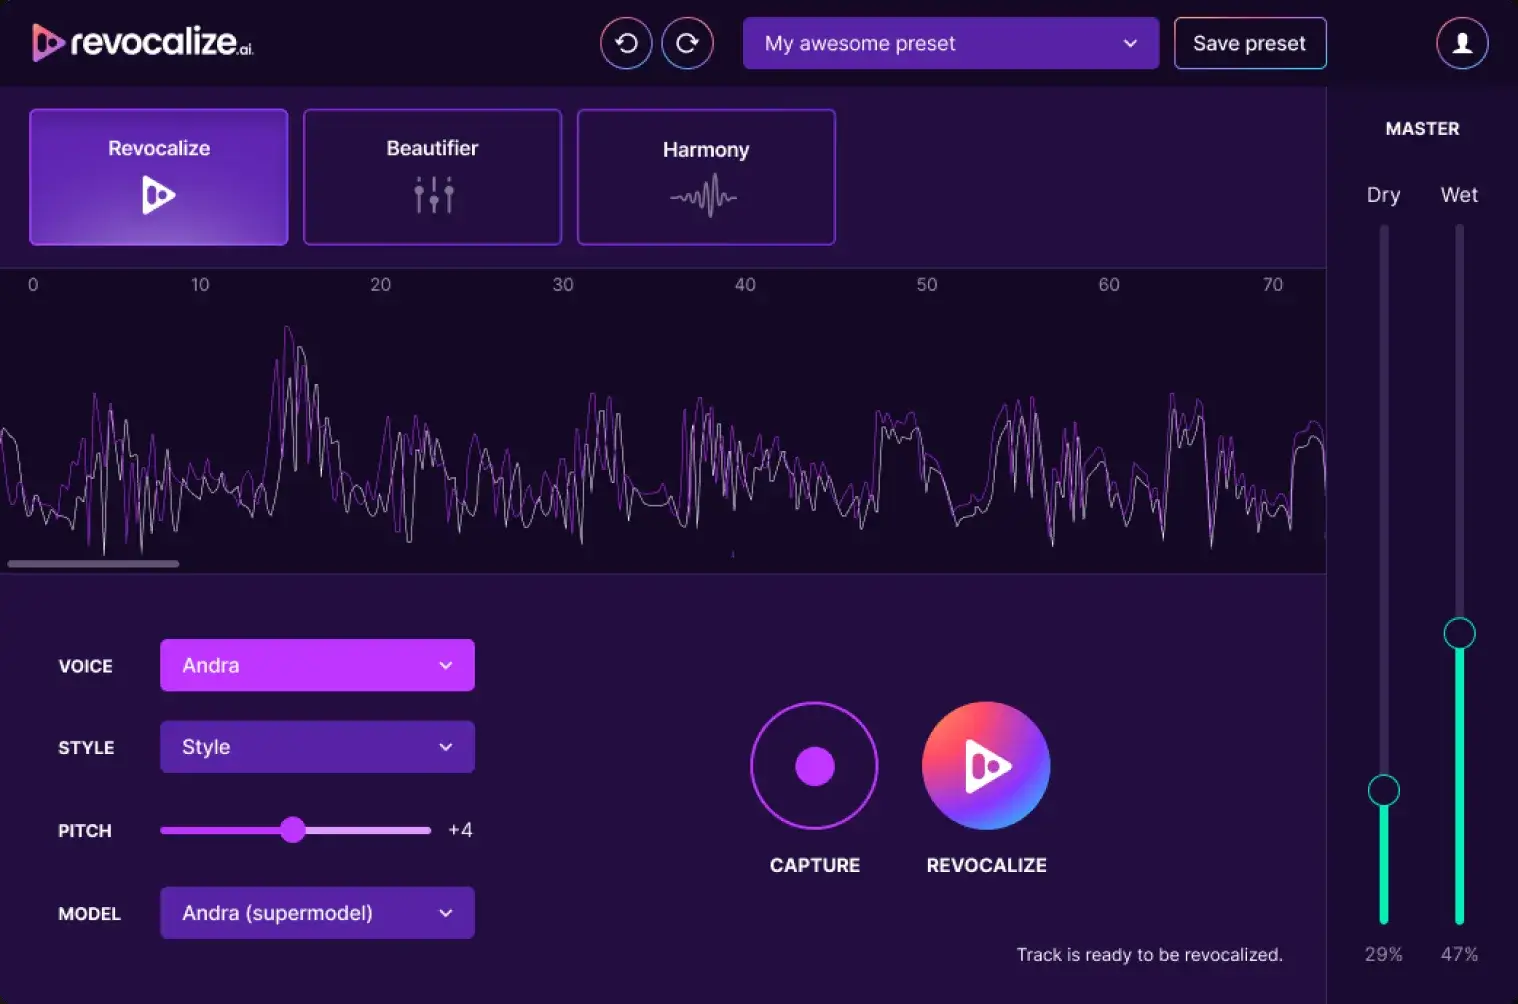 revocalize.ai.
My awesome preset
Save preset
Revocalize
Beautifier
Harmony
MASTER
Dry Wet
0 10 20 30 40 50 60 70
VOICE Andra
STYLE Style
PITCH +4
MODEL Andra (supermodel)
CAPTURE
REVOCALIZE
Track is ready to be revocalized.
29% 47%